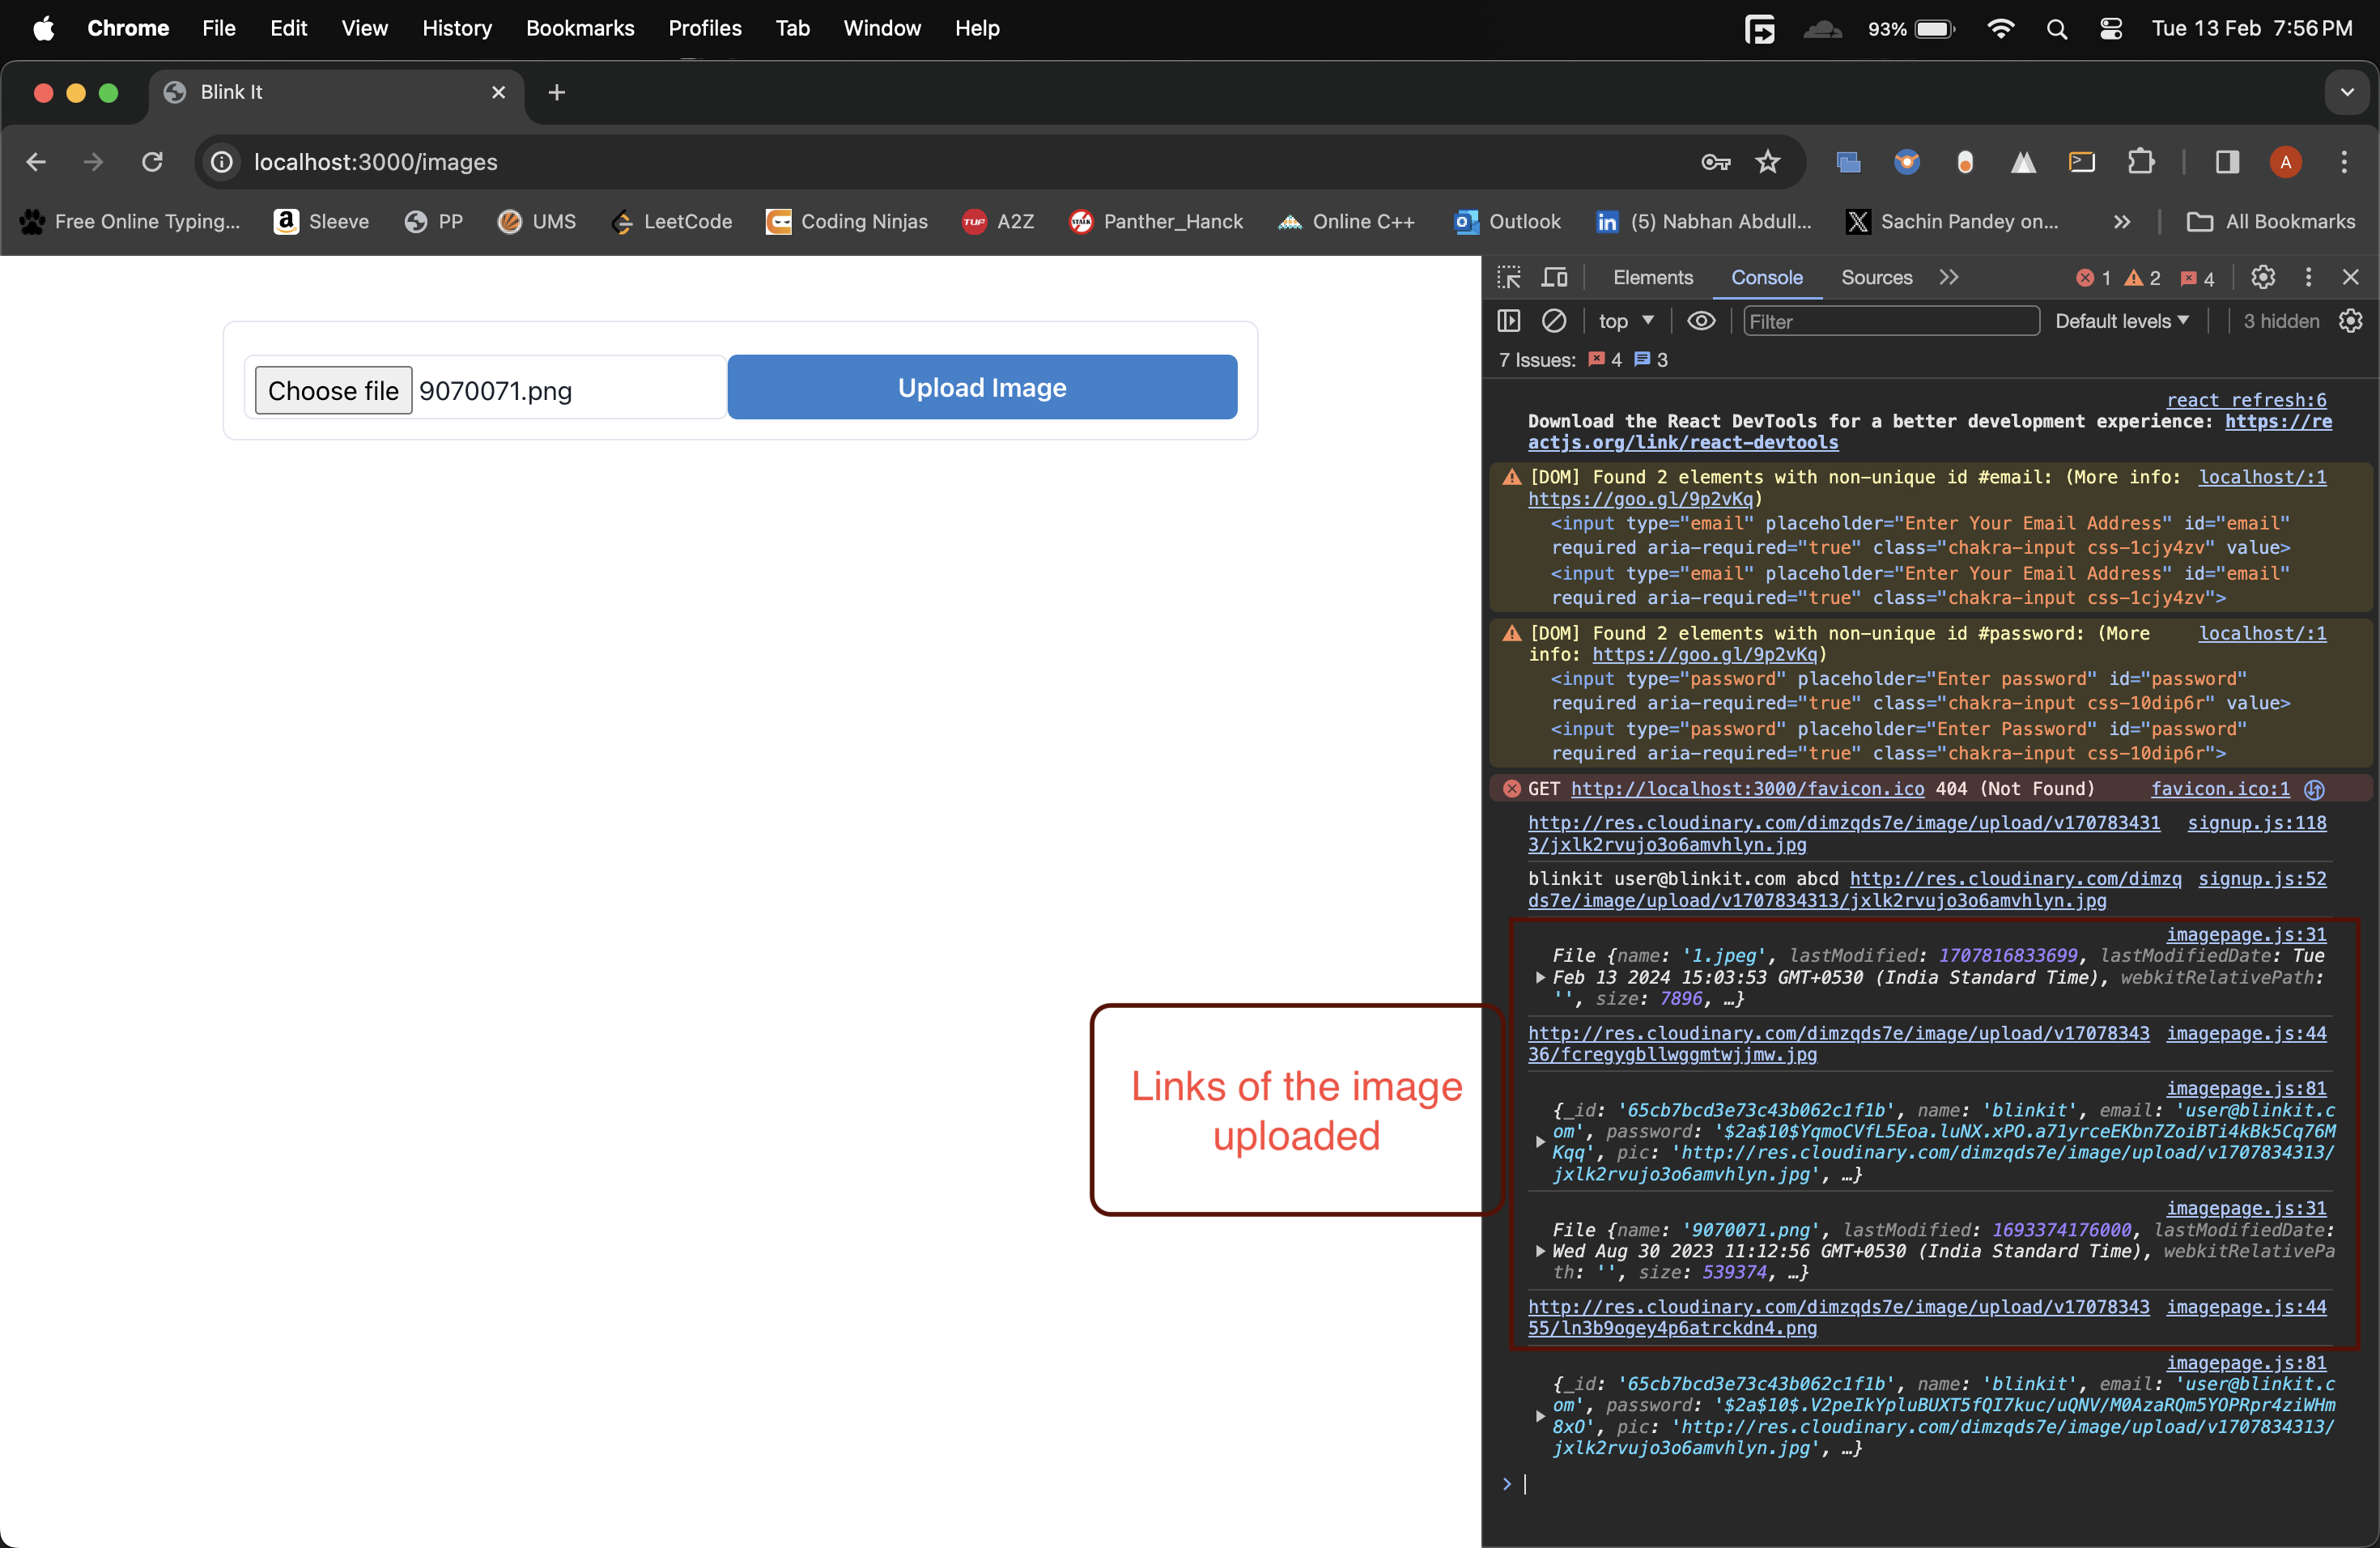 Chrome File Edit View History Bookmarks Profiles Tab Window Help 93% Tue 13 Feb 7:56 PM
Blink It
localhost:3000/images A
Free Online Typing... Sleeve PP UMS LeetCode Coding Ninjas A2Z Panther_Hanck Online C++ Outlook (5) Nabhan Abdull... Sachin Pandey on... All Bookmarks
Choose file 9070071.png Upload Image
Links of the image
uploaded
Elements Console Sources 1 2 4
top Filter Default levels 3 hidden
7 Issues: 4 3
react refresh:6
Download the React DevTools for a better development experience: https://re
actjs.org/link/react-devtools
[DOM] Found 2 elements with non-unique id #email: (More info: localhost/:1
https://goo.gl/9p2vKq)
<input type="email" placeholder="Enter Your Email Address" id="email"
required aria-required="true" class="chakra-input css-1cjy4zv" value>
<input type="email" placeholder="Enter Your Email Address" id="email"
required aria-required="true" class="chakra-input css-1cjy4zv">
[DOM] Found 2 elements with non-unique id #password: (More localhost/:1
info: https://goo.gl/9p2vKq)
<input type="password" placeholder="Enter password" id="password"
required aria-required="true" class="chakra-input css-10dip6r" value>
<input type="password" placeholder="Enter Password" id="password"
required aria-required="true" class="chakra-input css-10dip6r">
GET http://localhost:3000/favicon.ico 404 (Not Found) favicon.ico:1
http://res.cloudinary.com/dimzqds7e/image/upload/v170783431 signup.js:118
3/jxlk2rvujo3o6amvhlyn.jpg
blinkit user@blinkit.com abcd http://res.cloudinary.com/dimzq signup.js:52
ds7e/image/upload/v1707834313/jxlk2rvujo3o6amvhlyn.jpg
imagepage.js:31
File {name: '1.jpeg', lastModified: 1707816833699, lastModifiedDate: Tue
Feb 13 2024 15:03:53 GMT+0530 (India Standard Time), webkitRelativePath:
'', size: 7896, …}
http://res.cloudinary.com/dimzqds7e/image/upload/v17078343 imagepage.js:44
36/fcregygbllwggmtwjjmw.jpg
imagepage.js:81
{_id: '65cb7bcd3e73c43b062c1f1b', name: 'blinkit', email: 'user@blinkit.c
om', password: '$2a$10$YqmoCVfL5Eoa.luNX.xPO.a71yrceEKbn7ZoiBTi4kBk5Cq76M
Kqq', pic: 'http://res.cloudinary.com/dimzqds7e/image/upload/v1707834313/
jxlk2rvujo3o6amvhlyn.jpg', …}
imagepage.js:31
File {name: '9070071.png', lastModified: 1693374176000, lastModifiedDate:
Wed Aug 30 2023 11:12:56 GMT+0530 (India Standard Time), webkitRelativePa
th: '', size: 539374, …}
http://res.cloudinary.com/dimzqds7e/image/upload/v17078343 imagepage.js:44
55/ln3b9ogey4p6atrckdn4.png
imagepage.js:81
{_id: '65cb7bcd3e73c43b062c1f1b', name: 'blinkit', email: 'user@blinkit.c
om', password: '$2a$10$.V2peIkYpluBUXT5fQI7kuc/uQNV/M0AzaRQm5YOPRpr4ziWHm
8xO', pic: 'http://res.cloudinary.com/dimzqds7e/image/upload/v1707834313/
jxlk2rvujo3o6amvhlyn.jpg', …}